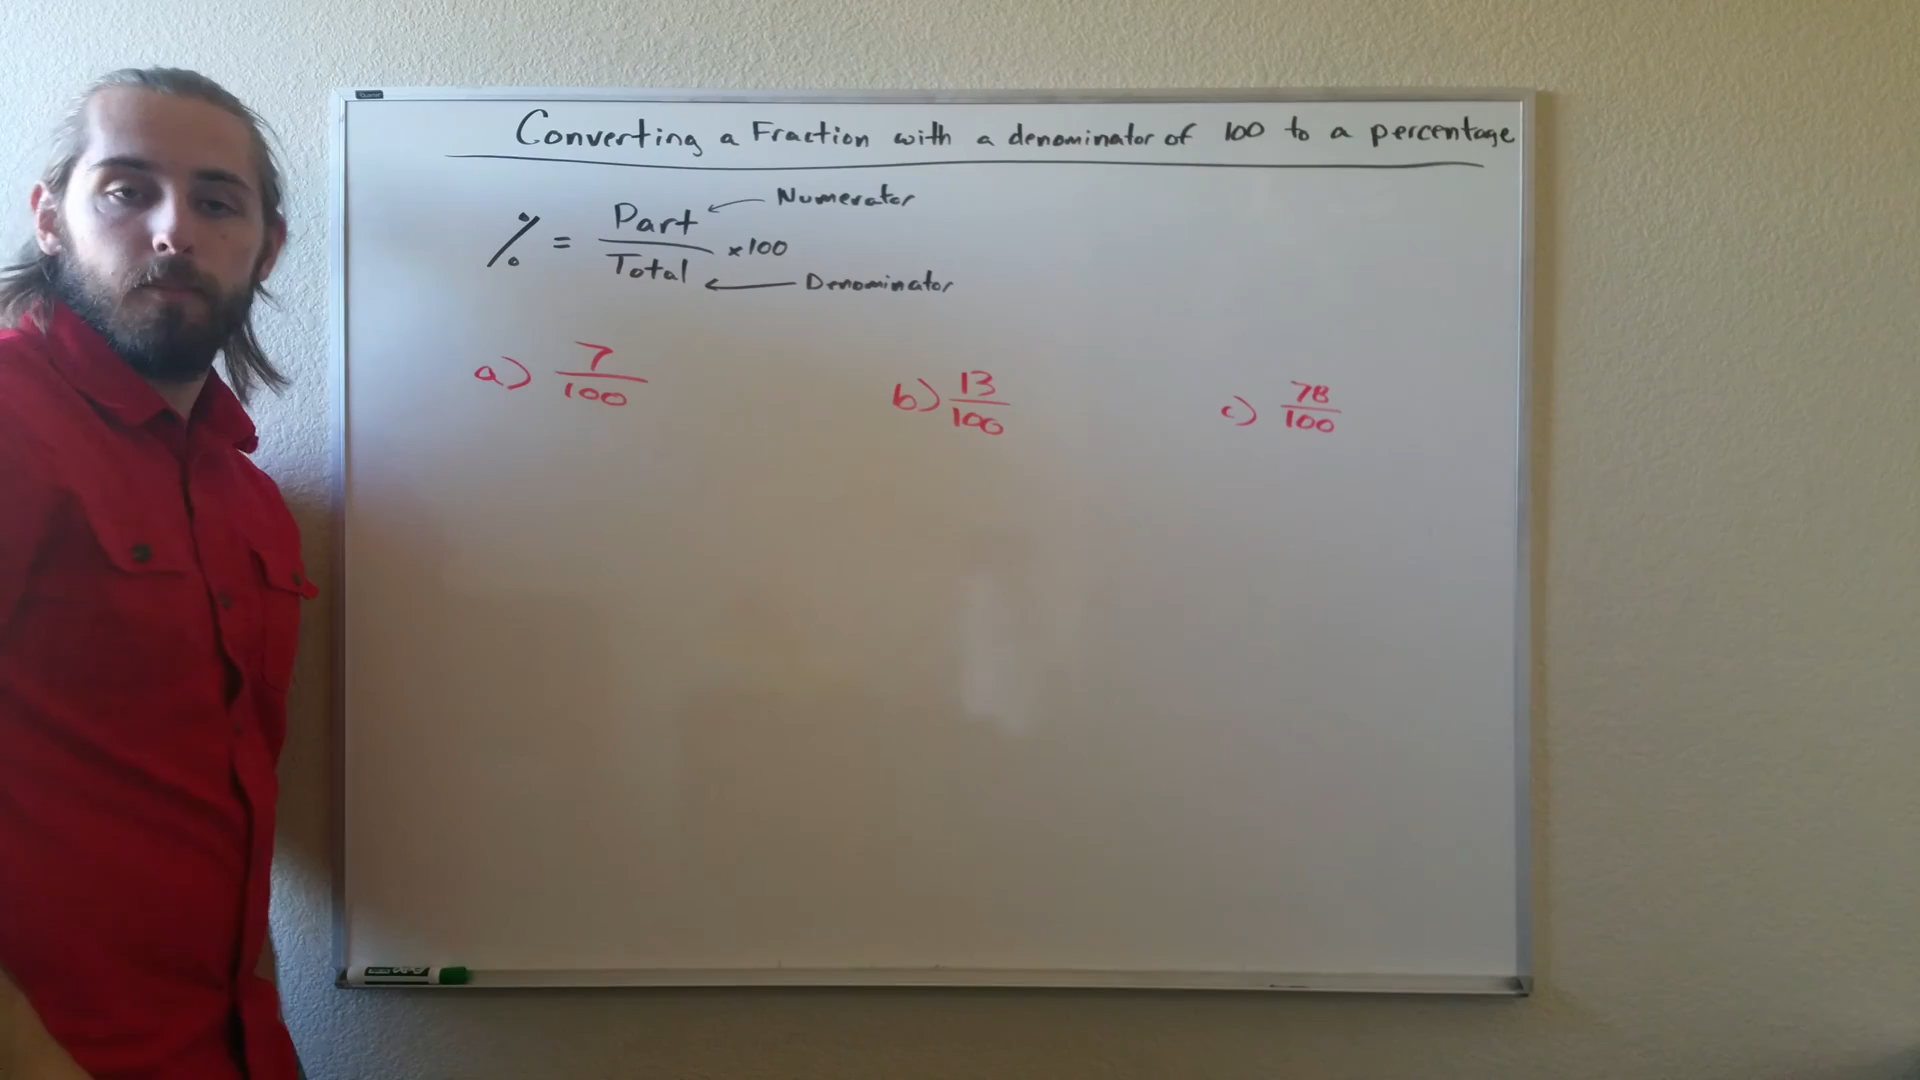 Converting a Fraction with a denominator of 100 to a percentage
% = Part/Total ×100
Numerator
Denominator
a) 7/100
b) 13/100
c) 78/100